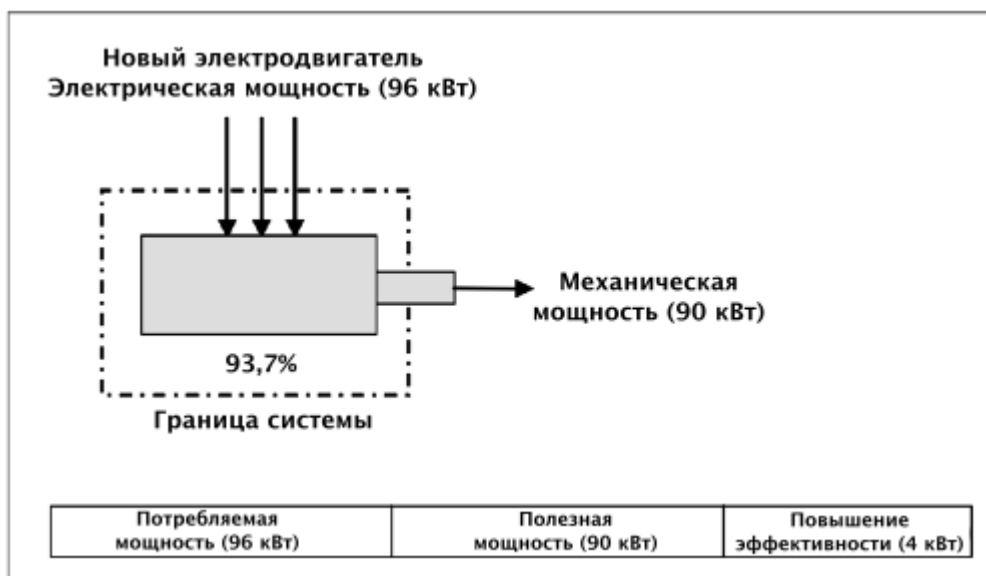 Новый электродвигатель
Электрическая мощность (96 кВт)
Механическая
мощность (90 кВт)
93,7%
Граница системы
Потребляемая
мощность (96 кВт)
Полезная
мощность (90 кВт)
Повышение
эффективности (4 кВт)